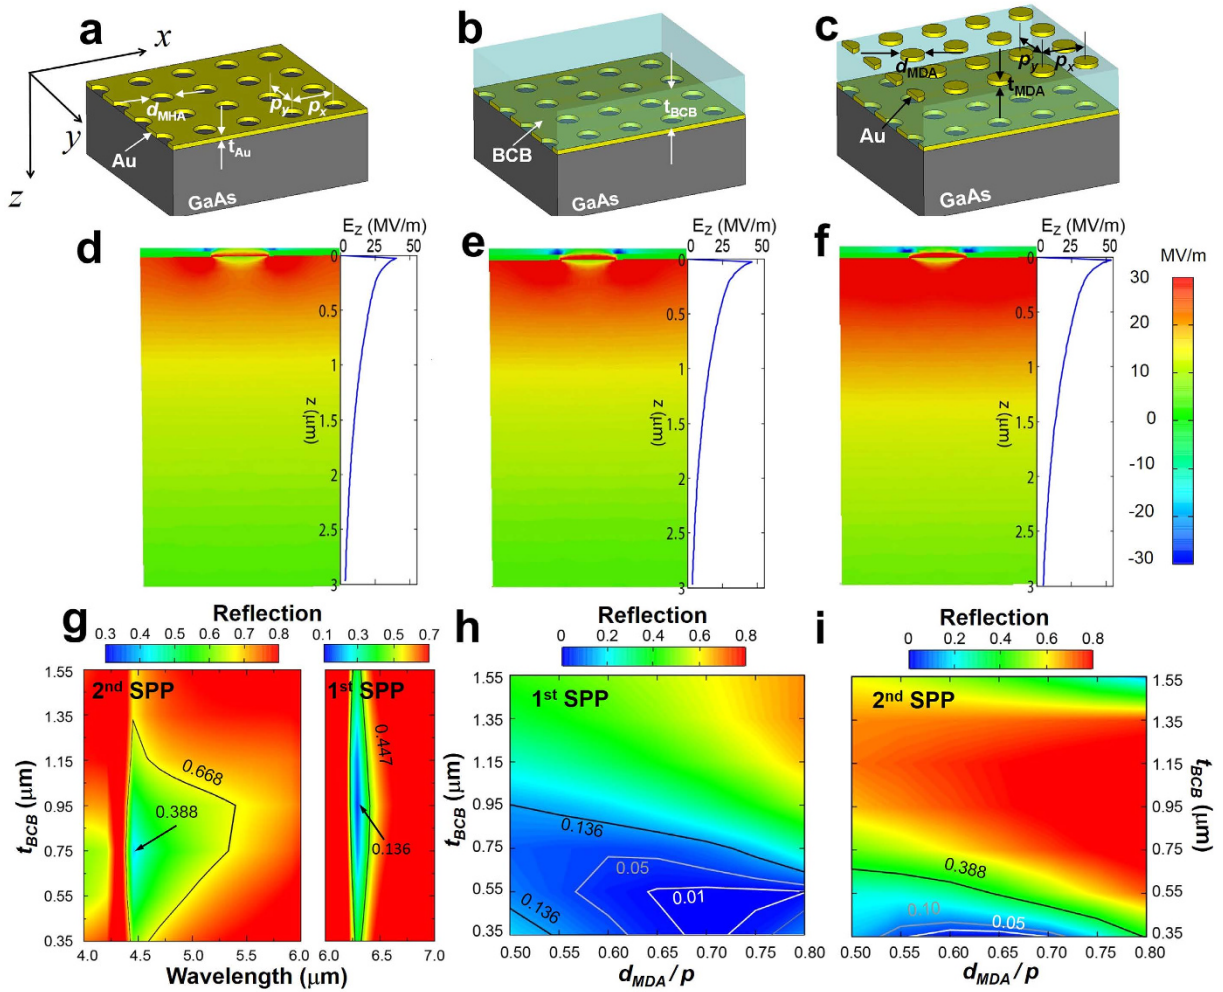 a
x
y
z
d_MHA
p_y
p_x
t_Au
Au
GaAs
b
t_BCB
BCB
GaAs
c
d_MDA
p_y
p_x
t_MDA
Au
GaAs
d
E_Z (MV/m)
0 25 50
0
0.5
1
1.5
2
2.5
3
z (μm)
e
E_Z (MV/m)
0 25 50
0
0.5
1
1.5
2
2.5
3
z (μm)
f
E_Z (MV/m)
0 25 50
0
0.5
1
1.5
2
2.5
3
z (μm)
MV/m
30
20
10
0
-10
-20
-30
g
Reflection
0.3 0.4 0.5 0.6 0.7 0.8
0.1 0.3 0.5 0.7
2nd SPP
1st SPP
0.668
0.388
0.447
0.136
1.55
1.35
1.15
0.95
0.75
0.55
0.35
t_BCB (μm)
4.0 4.5 5.0 5.5 6.0
6.0 6.5 7.0
Wavelength (μm)
h
Reflection
0 0.2 0.4 0.6 0.8
1st SPP
0.136
0.05
0.01
0.136
1.55
1.35
1.15
0.95
0.75
0.55
0.35
t_BCB (μm)
0.50 0.55 0.60 0.65 0.70 0.75 0.80
d_MDA/p
i
Reflection
0 0.2 0.4 0.6 0.8
2nd SPP
0.388
0.10
0.05
1.55
1.35
1.15
0.95
0.75
0.55
0.35
t_BCB (μm)
0.50 0.55 0.60 0.65 0.70 0.75 0.80
d_MDA/p